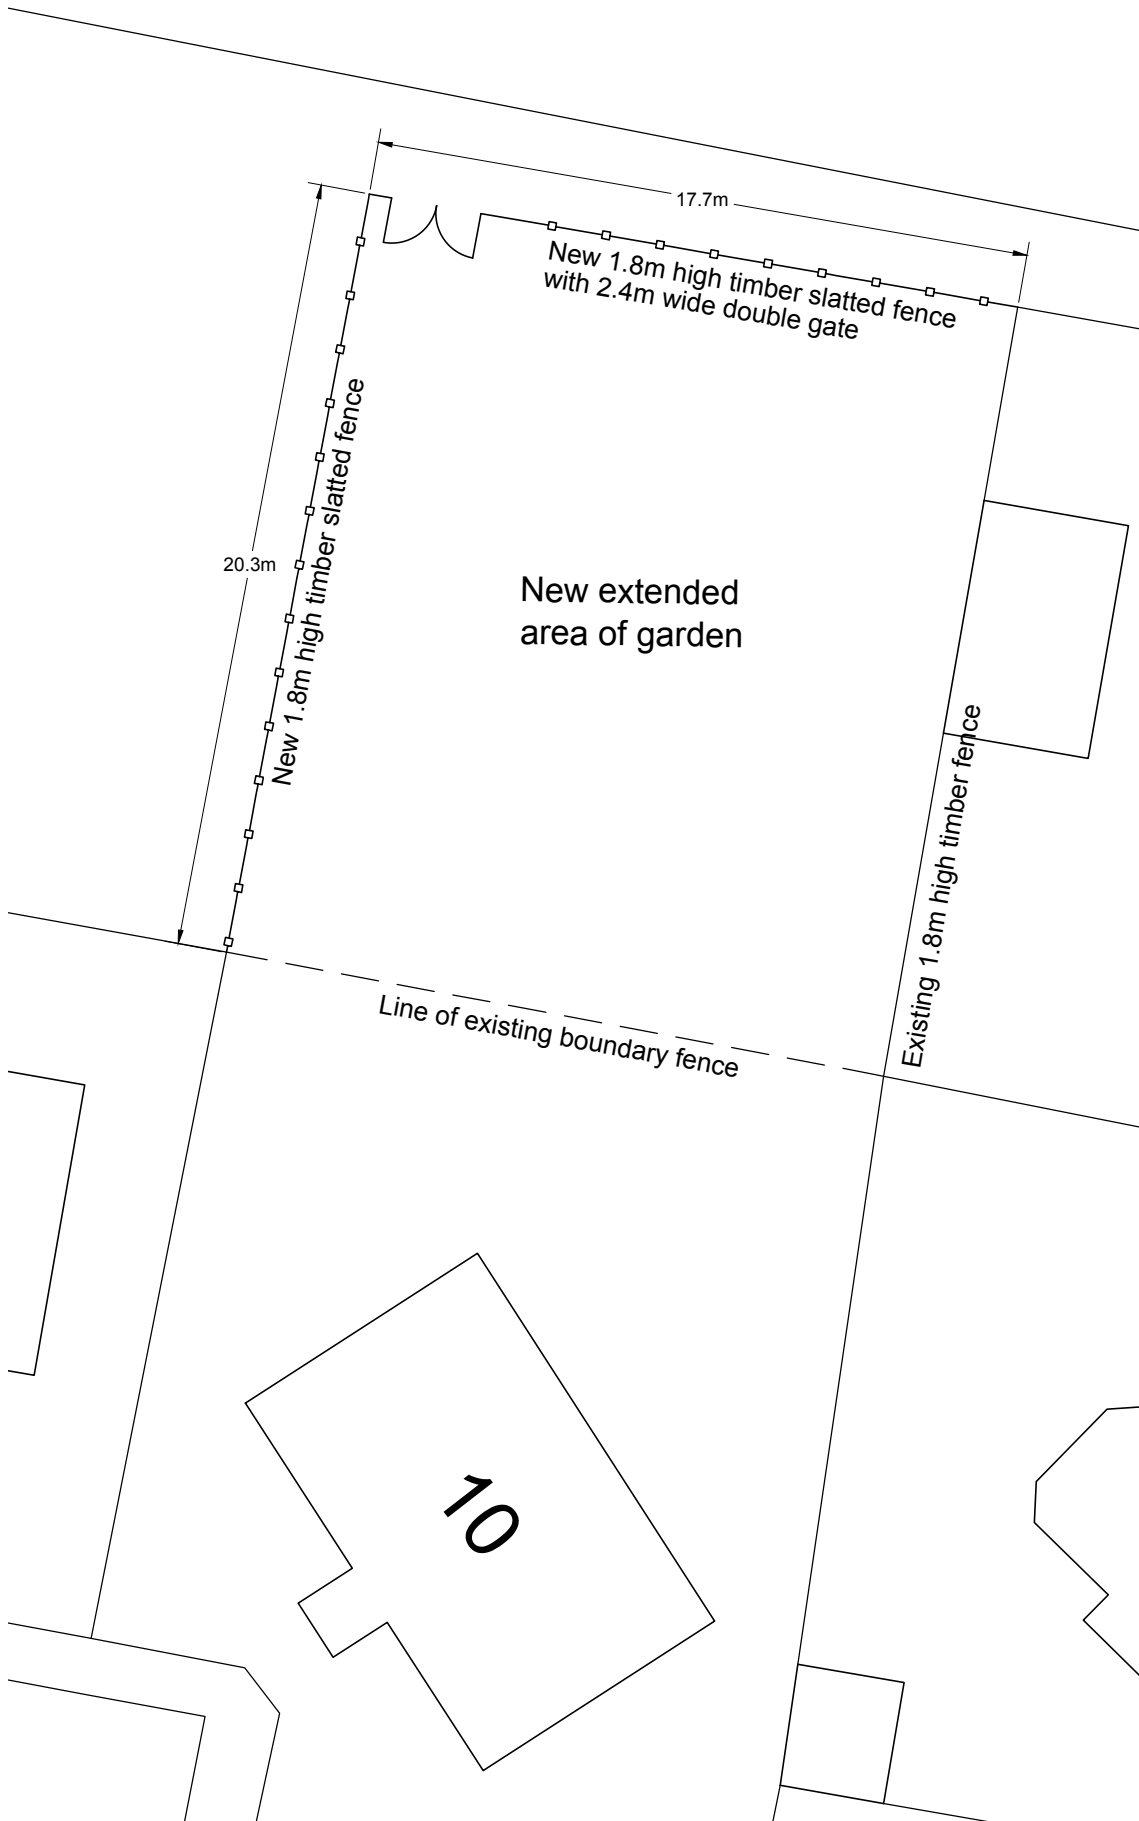 17.7m
New 1.8m high timber slatted fence
with 2.4m wide double gate
New 1.8m high timber slatted fence
20.3m
New extended
area of garden
Existing 1.8m high timber fence
Line of existing boundary fence
10